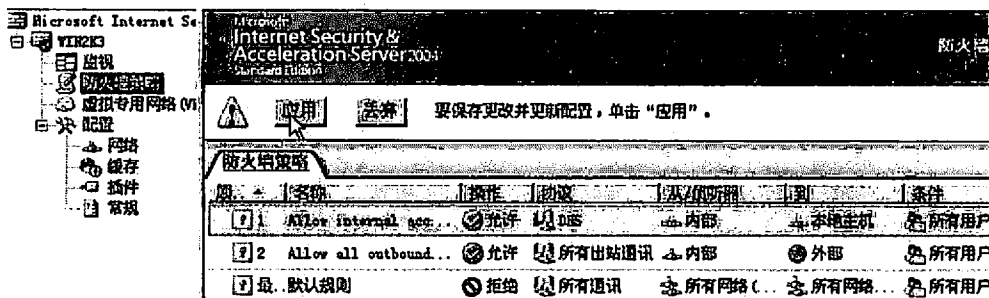 Microsoft Internet Se
WIN2K3
监视
防火墙策略
虚拟专用网络 (VI
配置
网络
缓存
插件
常规
Microsoft
Internet Security &
Acceleration Server 2004
Standard Edition
防火墙
应用 丢弃 要保存更改并更新配置，单击“应用”。
防火墙策略
名称 操作 协议 从/侦听器 到 条件
1 Allow internal acc... 允许 DNS 内部 本地主机 所有用户
2 Allow all outbound... 允许 所有出站通讯 内部 外部 所有用户
最.. 默认规则 拒绝 所有通讯 所有网络(... 所有网络... 所有用户